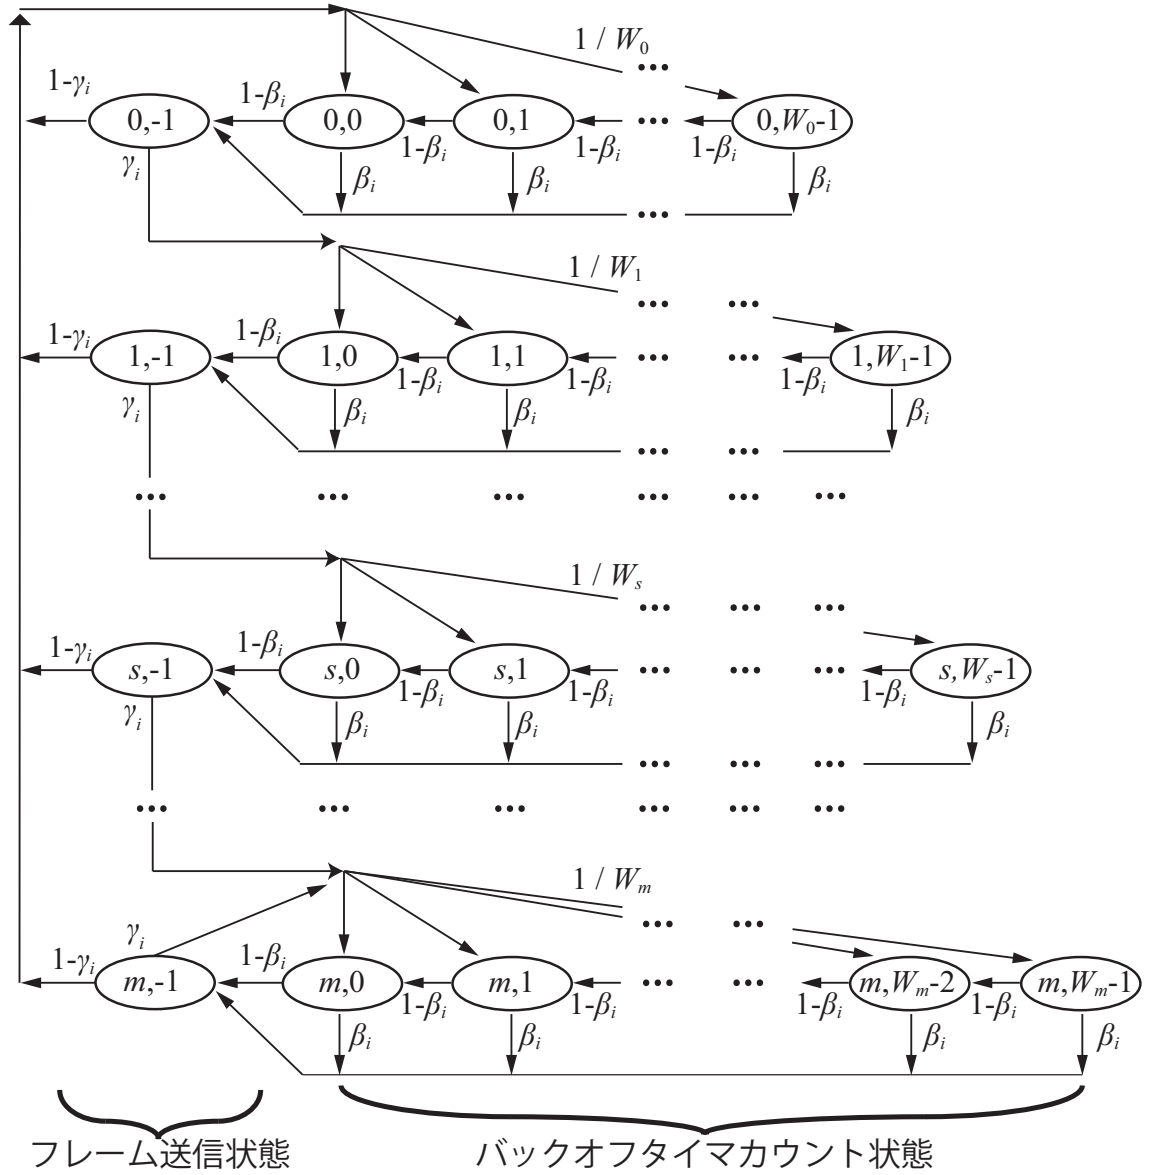 1 / W₀
•••
1-γᵢ 1-βᵢ
0,-1 0,0 0,1 ••• 0,W₀-1
1-βᵢ 1-βᵢ 1-βᵢ
γᵢ βᵢ βᵢ βᵢ
•••
1 / W₁
••• •••
1-γᵢ 1-βᵢ
1,-1 1,0 1,1 ••• ••• 1,W₁-1
1-βᵢ 1-βᵢ 1-βᵢ
γᵢ βᵢ βᵢ βᵢ
••• •••
••• ••• ••• ••• ••• •••
1 / Wₛ
••• ••• •••
1-γᵢ 1-βᵢ
s,-1 s,0 s,1 ••• ••• ••• s,Wₛ-1
1-βᵢ 1-βᵢ 1-βᵢ
γᵢ βᵢ βᵢ βᵢ
••• ••• •••
••• ••• ••• ••• ••• •••
1 / Wₘ
••• •••
γᵢ
1-γᵢ 1-βᵢ
m,-1 m,0 m,1 ••• ••• m,Wₘ-2 m,Wₘ-1
1-βᵢ 1-βᵢ 1-βᵢ 1-βᵢ
βᵢ βᵢ βᵢ βᵢ
フレーム送信状態 バックオフタイマカウント状態